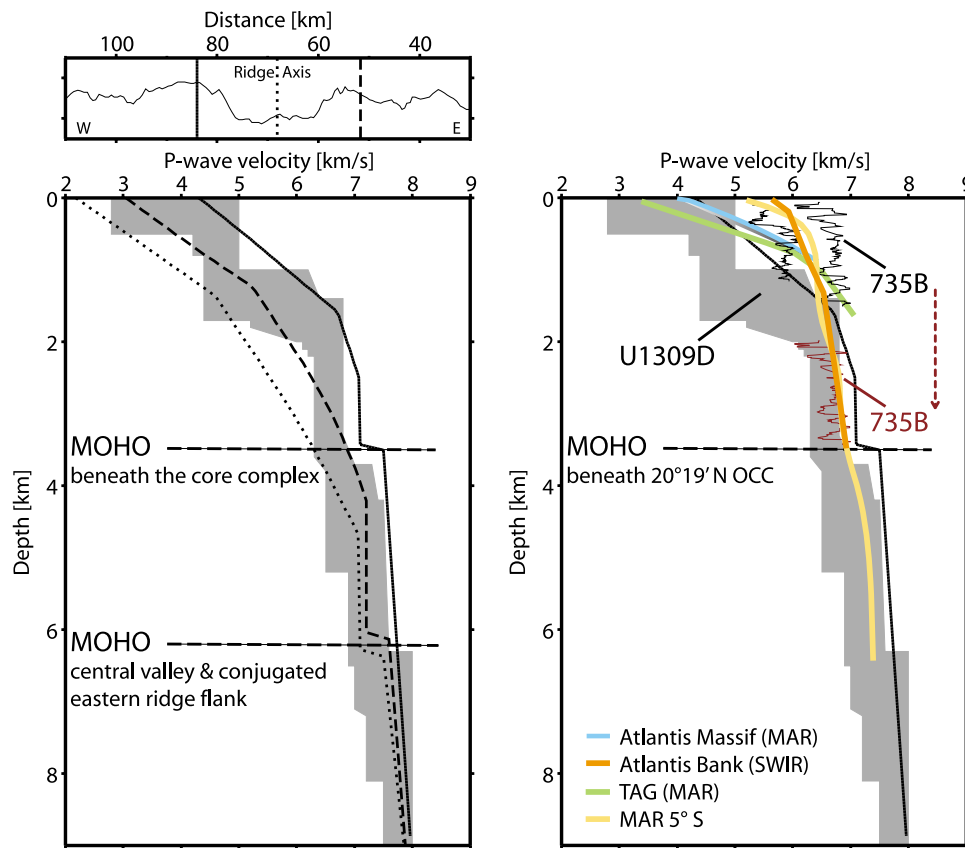 Distance [km]
100 80 60 40
Ridge Axis
W E
P-wave velocity [km/s]
2 3 4 5 6 7 8 9
0
2
4
6
8
Depth [km]
MOHO
beneath the core complex
MOHO
central valley & conjugated
eastern ridge flank
P-wave velocity [km/s]
2 3 4 5 6 7 8 9
0
2
4
6
8
Depth [km]
735B
U1309D
735B
MOHO
beneath 20°19' N OCC
Atlantis Massif (MAR)
Atlantis Bank (SWIR)
TAG (MAR)
MAR 5° S